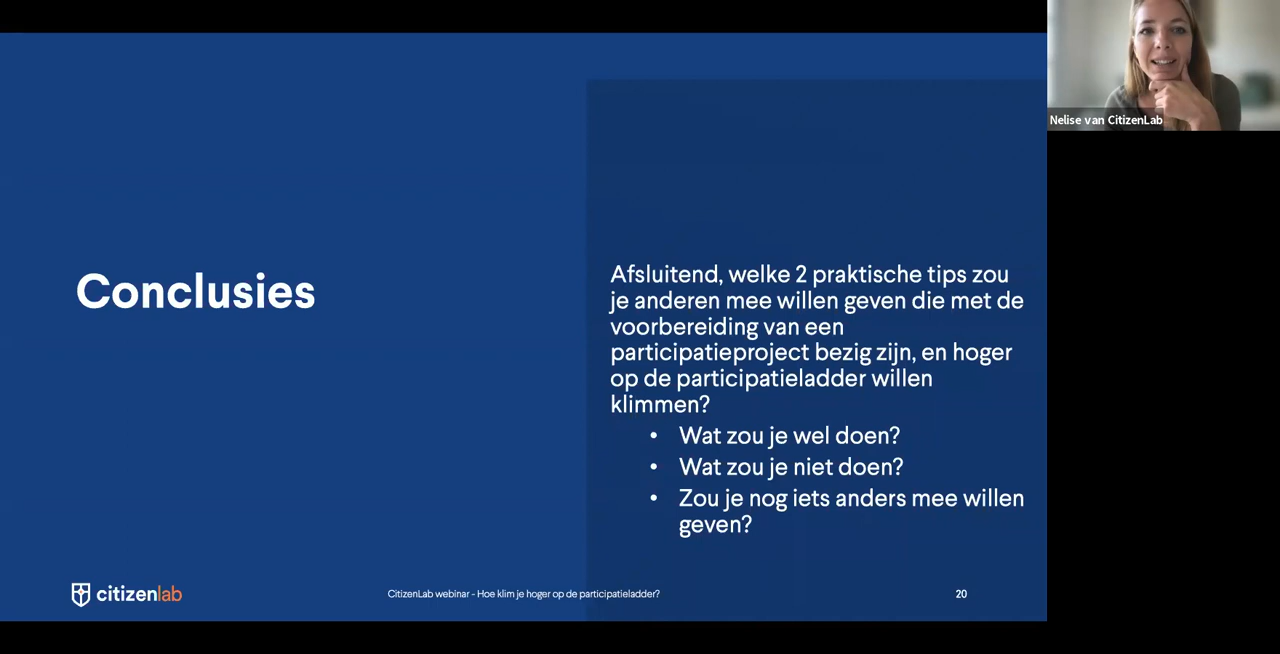 Nelise van CitizenLab
Conclusies
Afsluitend, welke 2 praktische tips zou
je anderen mee willen geven die met de
voorbereiding van een
participatieproject bezig zijn, en hoger
op de participatieladder willen
klimmen?
• Wat zou je wel doen?
• Wat zou je niet doen?
• Zou je nog iets anders mee willen
geven?
citizenlab
CitizenLab webinar - Hoe klim je hoger op de participatieladder?
20